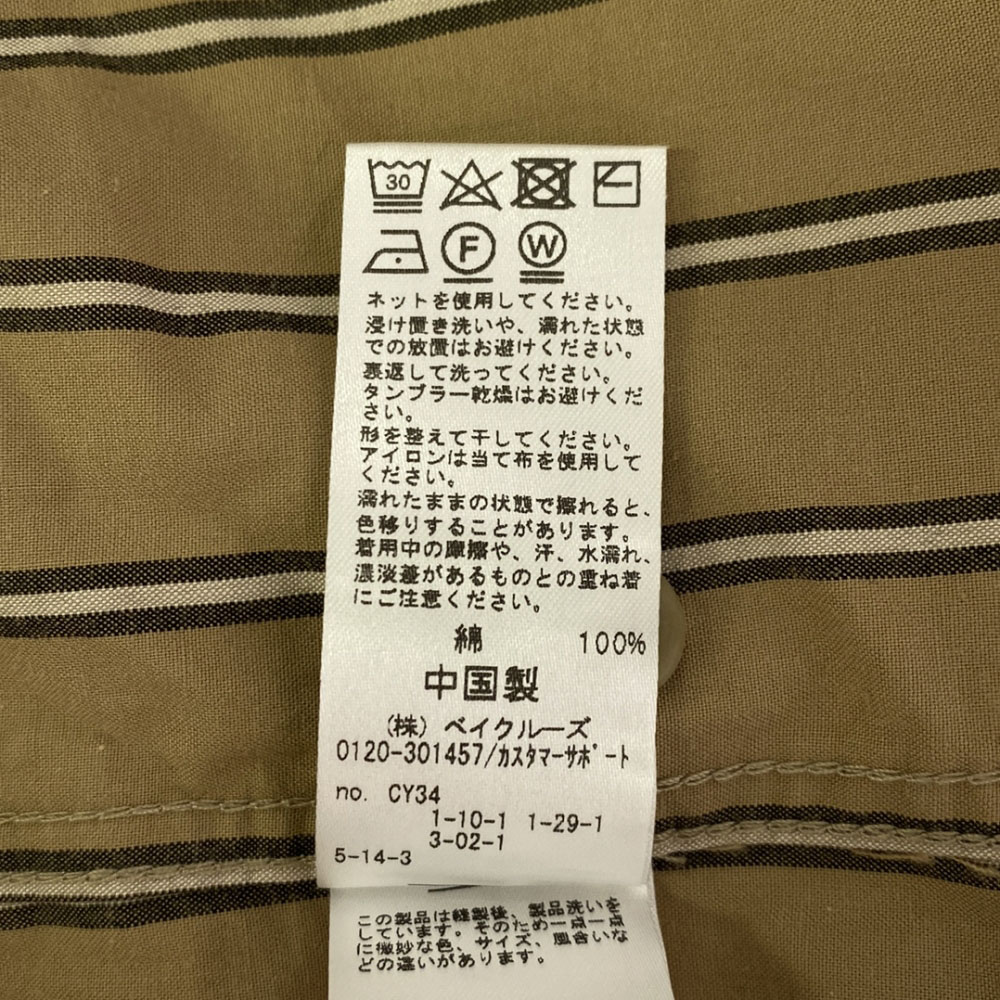 30
F W
ネットを使用してください。
浸け置き洗いや、濡れた状態
での放置はお避けください。
裏返して洗ってください。
タンブラー乾燥はお避けくだ
さい。
形を整えて干してください。
アイロンは当て布を使用して
ください。
濡れたままの状態で擦れると、
色移りすることがあります。
着用中の摩擦や、汗、水濡れ、
濃淡差があるものとの重ね着
にご注意ください。
綿 100%
中国製
（株）ベイクルーズ
0120-301457/カスタマーサポート
no. CY34
1-10-1 1-29-1
3-02-1
5-14-3
この製品は縫製後、製品洗いを
しています。そのため一点一点
に微妙な色、サイズ、風合いな
どの違いがあります。